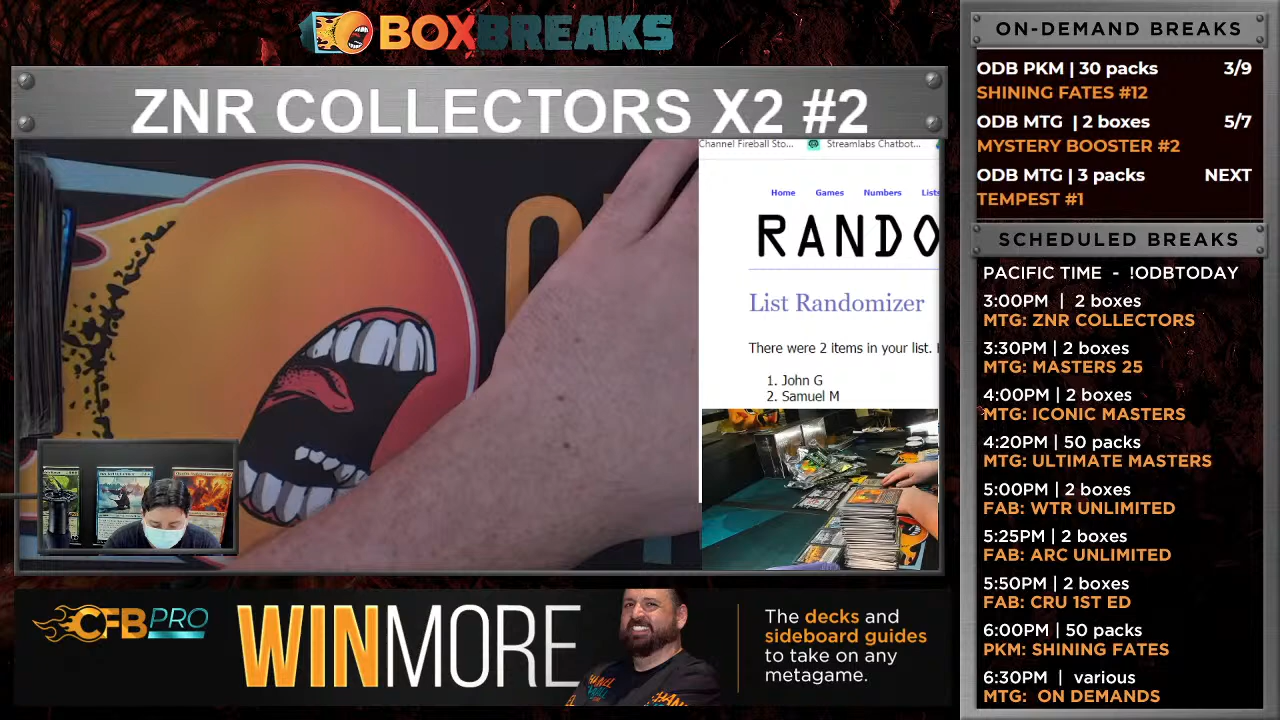 BOXBREAKS
ZNR COLLECTORS X2 #2
Channel Fireball Sto...
Streamlabs Chatbot...
Home Games Numbers Lists
RANDO
List Randomizer
There were 2 items in your list.
1. John G
2. Samuel M
CFB PRO
WINMORE
The decks and
sideboard guides
to take on any
metagame.
ON-DEMAND BREAKS
ODB PKM | 30 packs 3/9
SHINING FATES #12
ODB MTG | 2 boxes 5/7
MYSTERY BOOSTER #2
ODB MTG | 3 packs NEXT
TEMPEST #1
SCHEDULED BREAKS
PACIFIC TIME - !ODBTODAY
3:00PM | 2 boxes
MTG: ZNR COLLECTORS
3:30PM | 2 boxes
MTG: MASTERS 25
4:00PM | 2 boxes
MTG: ICONIC MASTERS
4:20PM | 50 packs
MTG: ULTIMATE MASTERS
5:00PM | 2 boxes
FAB: WTR UNLIMITED
5:25PM | 2 boxes
FAB: ARC UNLIMITED
5:50PM | 2 boxes
FAB: CRU 1ST ED
6:00PM | 50 packs
PKM: SHINING FATES
6:30PM | various
MTG: ON DEMANDS